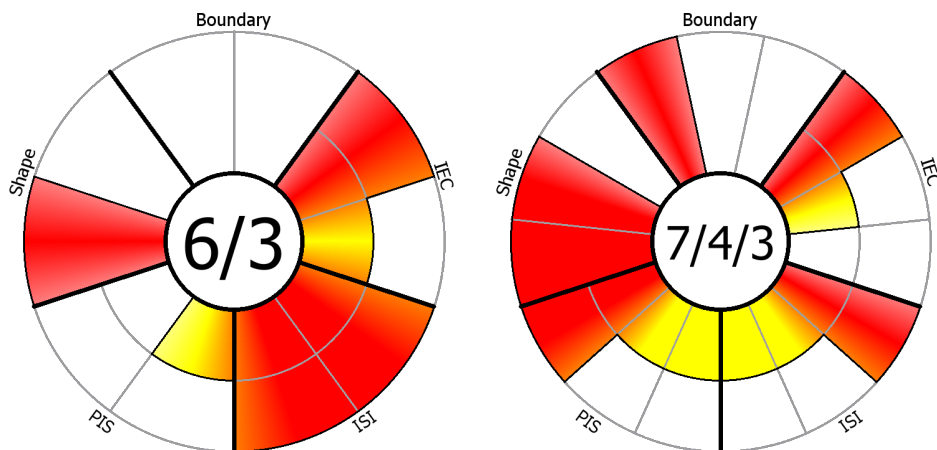 Boundary
Shape
IEC
6/3
PIS
ISI
Boundary
Shape
IEC
7/4/3
PIS
ISI